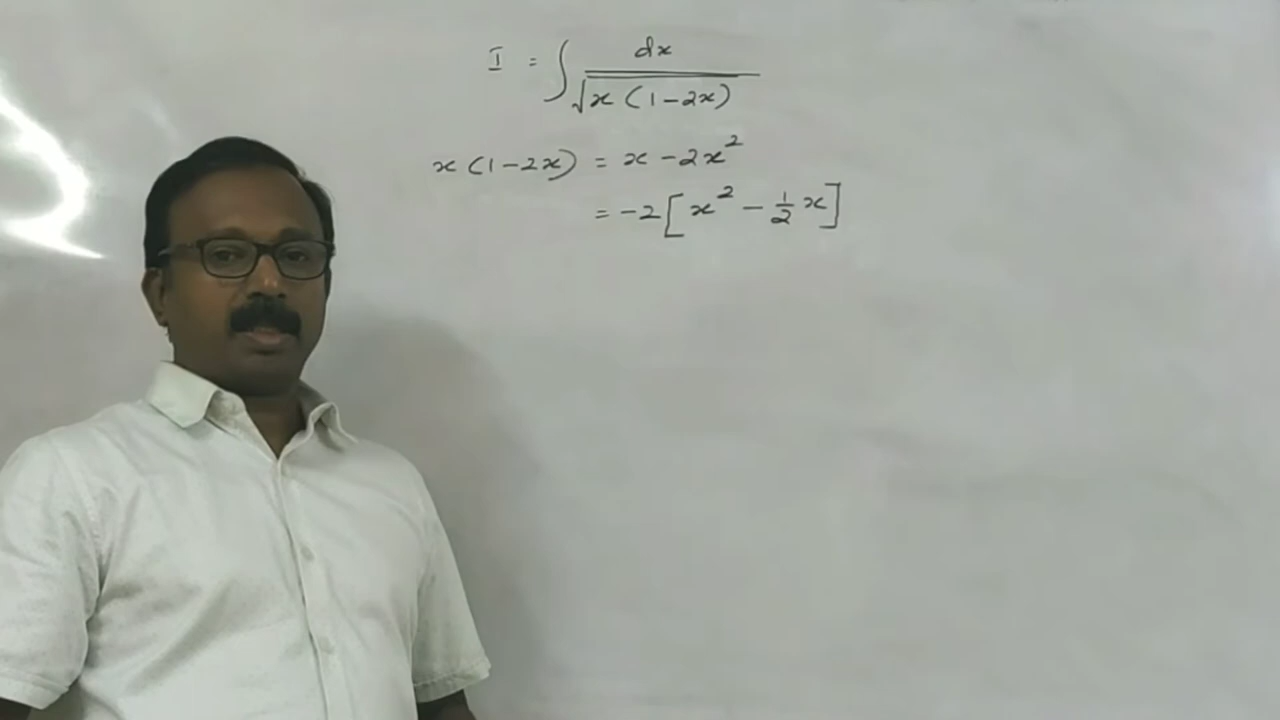 I = ∫ dx / √x(1-2x)
x(1-2x) = x-2x²
= -2[x² - 1/2 x]